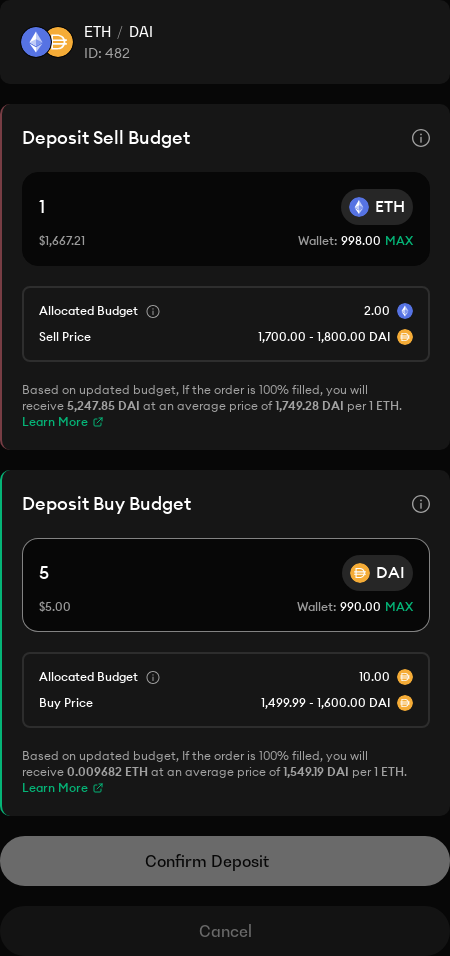 ETH / DAI
ID: 482
Deposit Sell Budget
1 ETH
$1,667.21 Wallet: 998.00 MAX
Allocated Budget 2.00
Sell Price 1,700.00 - 1,800.00 DAI
Based on updated budget, If the order is 100% filled, you will
receive 5,247.85 DAI at an average price of 1,749.28 DAI per 1 ETH.
Learn More
Deposit Buy Budget
5 DAI
$5.00 Wallet: 990.00 MAX
Allocated Budget 10.00
Buy Price 1,499.99 - 1,600.00 DAI
Based on updated budget, If the order is 100% filled, you will
receive 0.009682 ETH at an average price of 1,549.19 DAI per 1 ETH.
Learn More
Confirm Deposit
Cancel